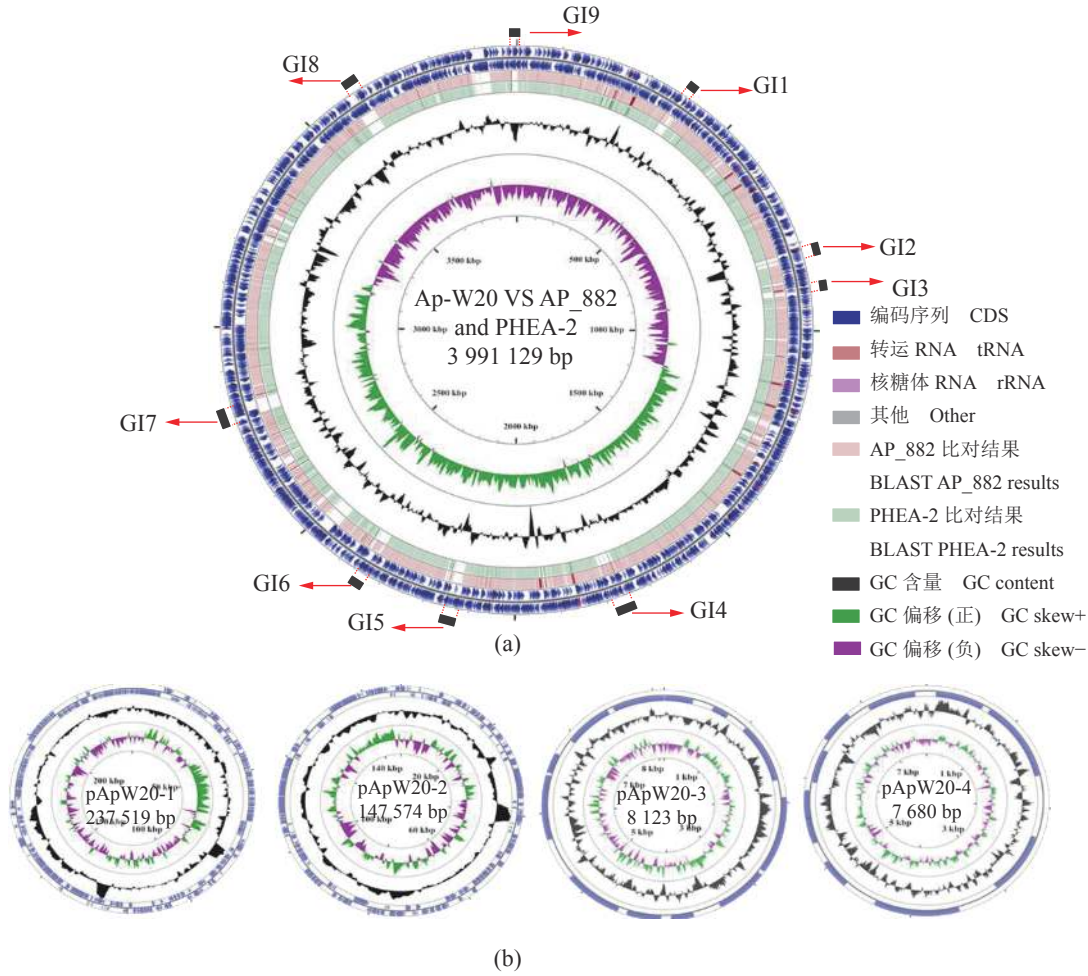 GI9
GI8
GI1
GI2
GI3
3500 kbp
500 kbp
Ap-W20 VS AP_882
and PHEA-2
3 991 129 bp
3000 kbp
1000 kbp
2500 kbp
1500 kbp
2000 kbp
GI7
GI6
GI5
GI4
(a)
编码序列 CDS
转运 RNA tRNA
核糖体 RNA rRNA
其他 Other
AP_882 比对结果
BLAST AP_882 results
PHEA-2 比对结果
BLAST PHEA-2 results
GC 含量 GC content
GC 偏移 (正) GC skew+
GC 偏移 (负) GC skew−
200 kbp
pApW20-1
237 519 bp
100 kbp
140 kbp
20 kbp
pApW20-2
147 574 bp
60 kbp
8 kbp
1 kbp
7 kbp
pApW20-3
8 123 bp
5 kbp
3 kbp
7 kbp
1 kbp
pApW20-4
7 680 bp
5 kbp
3 kbp
(b)